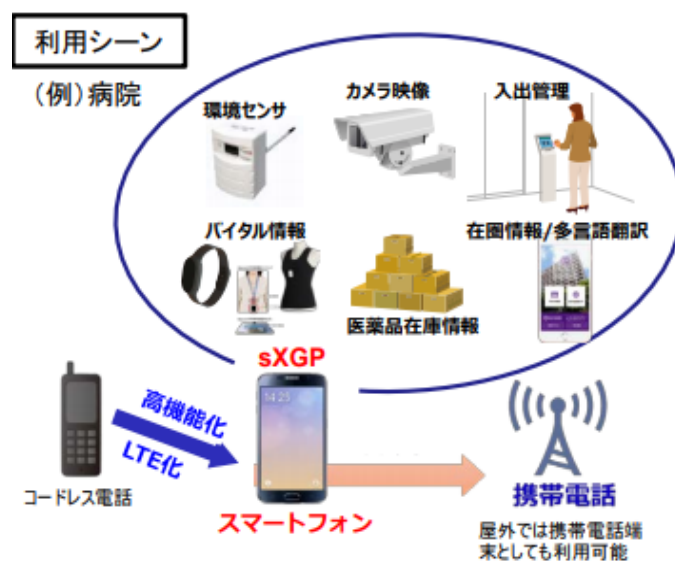 利用シーン
(例)病院
環境センサ
カメラ映像
入出管理
バイタル情報
医薬品在庫情報
在圏情報/多言語翻訳
sXGP
14:25
高機能化
LTE化
コードレス電話
スマートフォン
携帯電話
屋外では携帯電話端
末としても利用可能